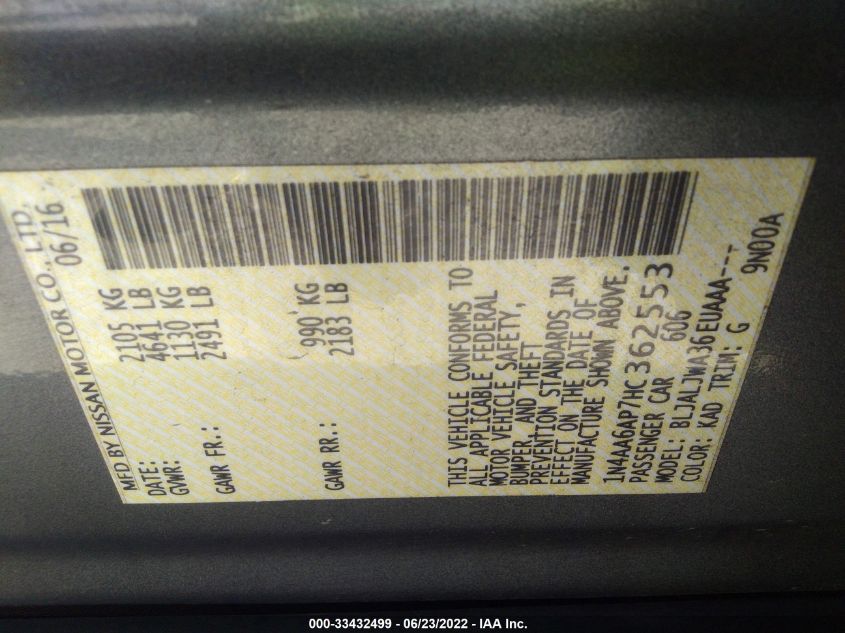 MFD BY NISSAN MOTOR CO., LTD.
DATE: 06/16
GVWR: 2105 KG
4641 LB
GAWR FR.: 1130 KG
2491 LB
GAWR RR.: 990 KG
2183 LB
THIS VEHICLE CONFORMS TO
ALL APPLICABLE FEDERAL
MOTOR VEHICLE SAFETY,
BUMPER, AND THEFT
PREVENTION STANDARDS IN
EFFECT ON THE DATE OF
MANUFACTURE SHOWN ABOVE.
1N4AA6AP7HC362553
PASSENGER CAR 606
MODEL: BLJALJWA36EUAAA---
COLOR: KAD TRIM: G 9N00A
000-33432499 - 06/23/2022 - IAA Inc.